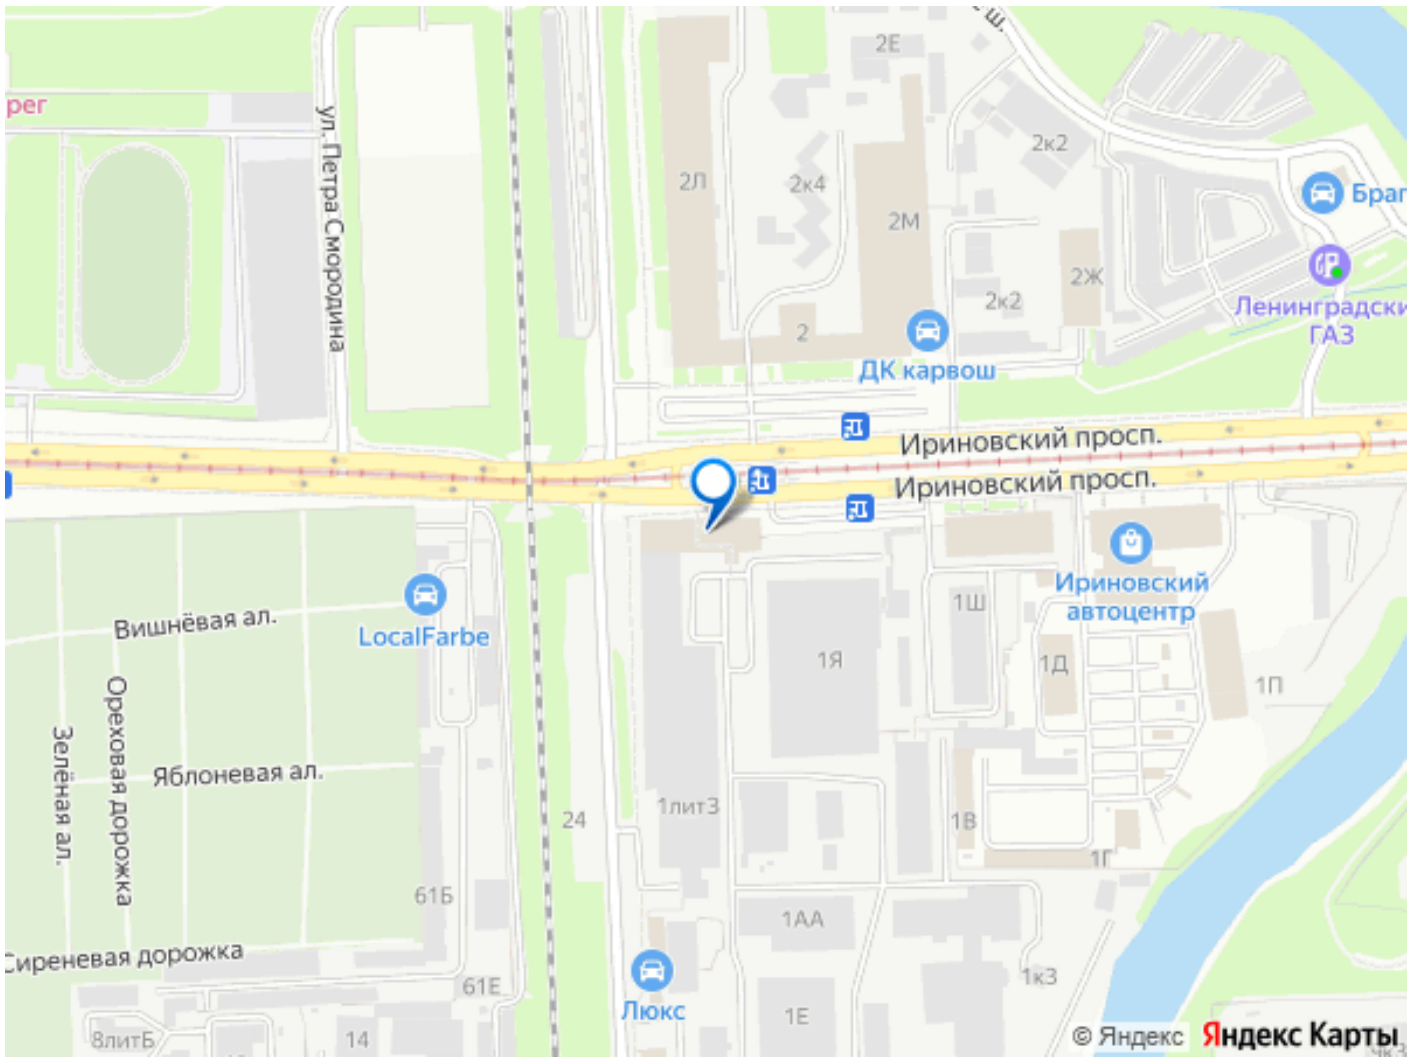 ш.
2Е
рег
ул. Петра Смородина
2к2
2Л
2к4
Браг
2М
2Ж
2к2
Ленинградски
ГАЗ
2
ДК карвош
Ириновский просп.
Ириновский просп.
Ириновский
автоцентр
1Ш
Вишнёвая ал.
LocalFarbe
1Я
1Д
1П
Ореховая дорожка
Зелёная ал.
Яблоневая ал.
1литЗ
24
1В
1Г
61Б
1АА
Сиреневая дорожка
1к3
61Е
Люкс
1Е
8литБ
14
© Яндекс Яндекс Карты